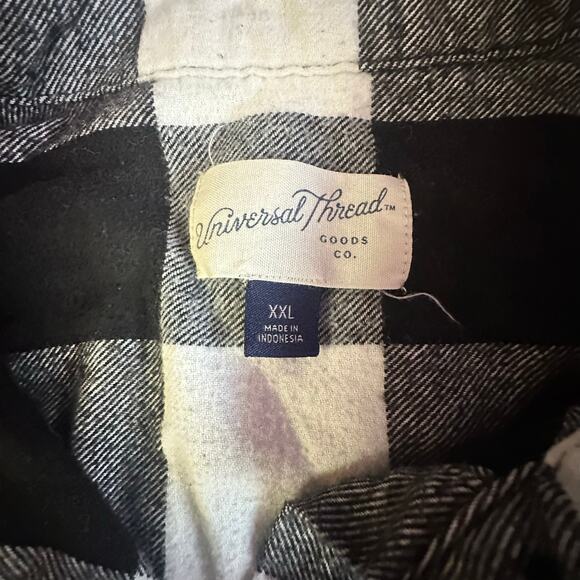 Universal Thread™
GOODS
CO.
XXL
MADE IN
INDONESIA